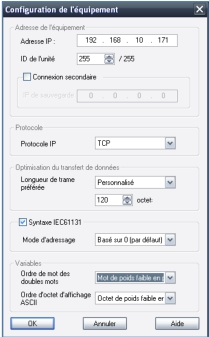 Configuration de l'équipement
Adresse de l'équipement
Adresse IP : 192 . 168 . 10 . 171
ID de l'unité 255 / 255
Connexion secondaire
IP de sauvegarde 0 . 0 . 0 . 0
Protocole
Protocole IP TCP
Optimisation du transfert de données
Longueur de trame Personnalisé
préférée
120 octet
Syntaxe IEC61131
Mode d'adressage Basé sur 0 (par défaut)
Variables
Ordre de mot des Mot de poids faible en
doubles mots
Ordre d'octet d'affichage Octet de poids faible er
ASCII
OK Annuler Aide